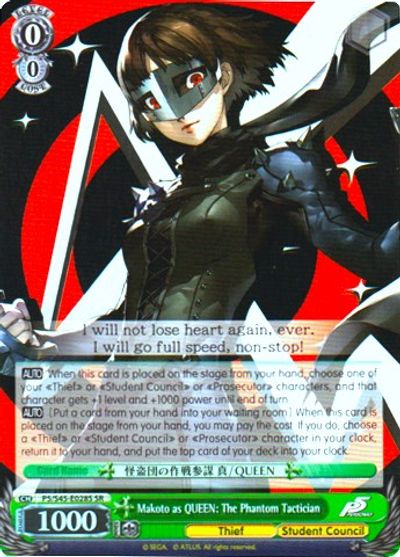 LEVEL
0
0
COST
I will not lose heart again, ever.
I will go full speed, non-stop!
AUTO When this card is placed on the stage from your hand, choose one of
your «Thief» or «Student Council» or «Prosecutor» characters, and that
character gets +1 level and +1000 power until end of turn.
AUTO [Put a card from your hand into your waiting room] When this card is
placed on the stage from your hand, you may pay the cost. If you do, choose
a «Thief» or «Student Council» or «Prosecutor» character in your clock,
return it to your hand, and put the top card of your deck into your clock.
Card Name
怪盗団の作戦参謀 真/QUEEN
CH
P5/S45-E028S SR
Makoto as QUEEN: The Phantom Tactician
P5
PERSONA5
POWER
1000
Thief
Student Council
© SEGA. © ATLUS. All rights reserved.